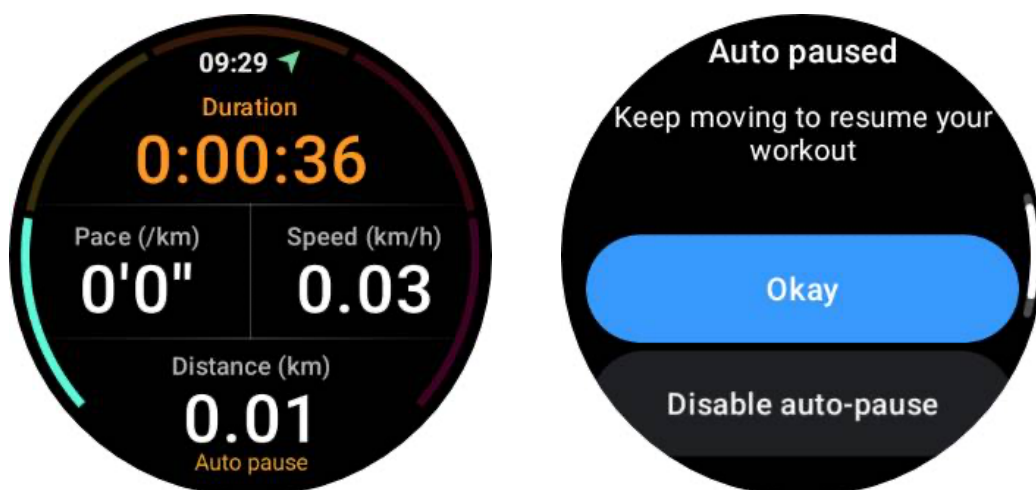 09:29
Duration
0:00:36
Pace (/km)
0'0"
Speed (km/h)
0.03
Distance (km)
0.01
Auto pause
Auto paused
Keep moving to resume your
workout
Okay
Disable auto-pause